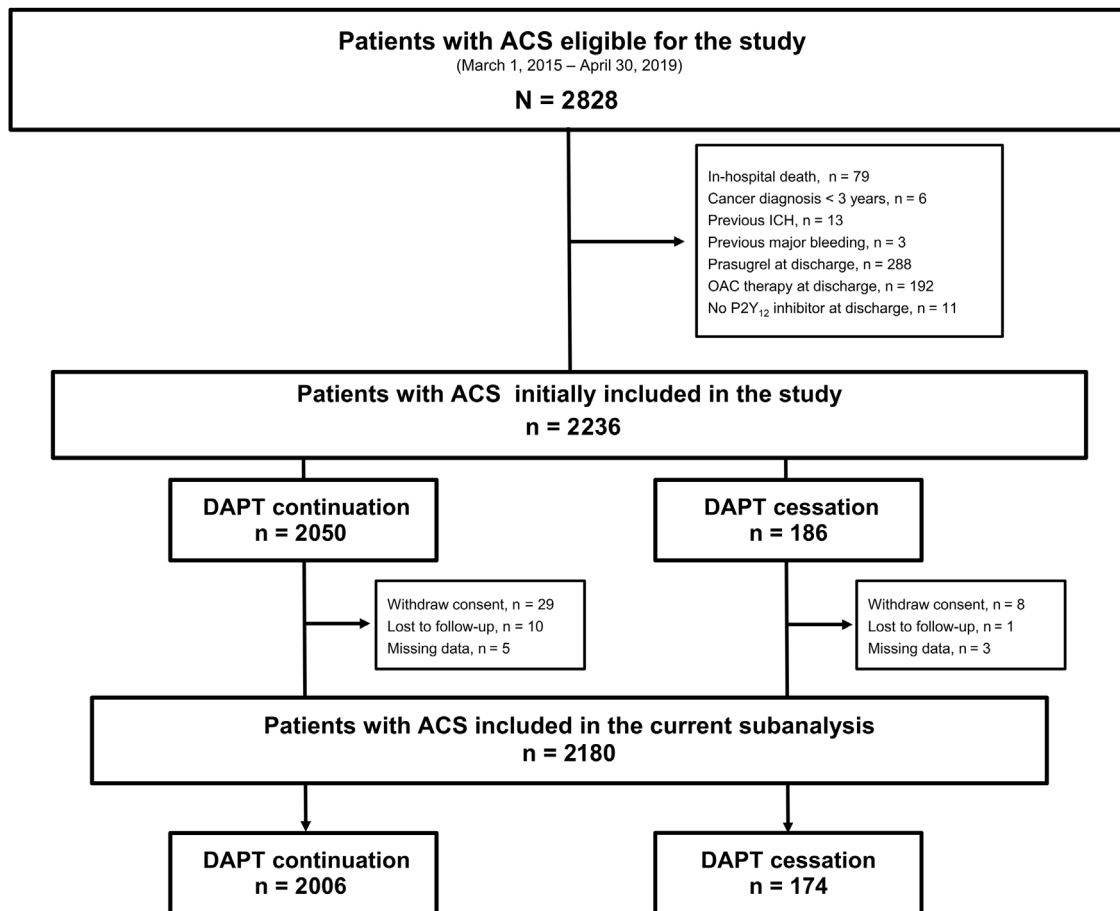 Patients with ACS eligible for the study
(March 1, 2015 – April 30, 2019)
N = 2828
In-hospital death, n = 79
Cancer diagnosis < 3 years, n = 6
Previous ICH, n = 13
Previous major bleeding, n = 3
Prasugrel at discharge, n = 288
OAC therapy at discharge, n = 192
No P2Y₁₂ inhibitor at discharge, n = 11
Patients with ACS initially included in the study
n = 2236
DAPT continuation
n = 2050
DAPT cessation
n = 186
Withdraw consent, n = 29
Lost to follow-up, n = 10
Missing data, n = 5
Withdraw consent, n = 8
Lost to follow-up, n = 1
Missing data, n = 3
Patients with ACS included in the current subanalysis
n = 2180
DAPT continuation
n = 2006
DAPT cessation
n = 174